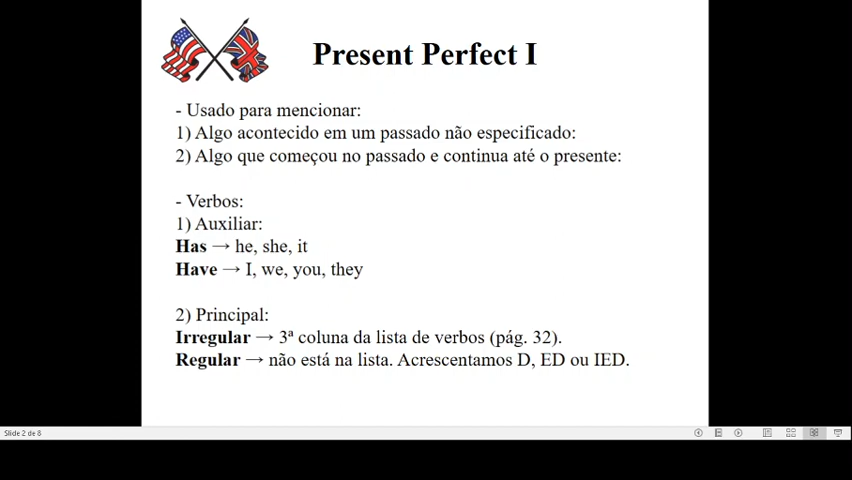 Present Perfect I
- Usado para mencionar:
1) Algo acontecido em um passado não especificado:
2) Algo que começou no passado e continua até o presente:
- Verbos:
1) Auxiliar:
Has → he, she, it
Have → I, we, you, they
2) Principal:
Irregular → 3ª coluna da lista de verbos (pág. 32).
Regular → não está na lista. Acrescentamos D, ED ou IED.
Slide 2 de 8